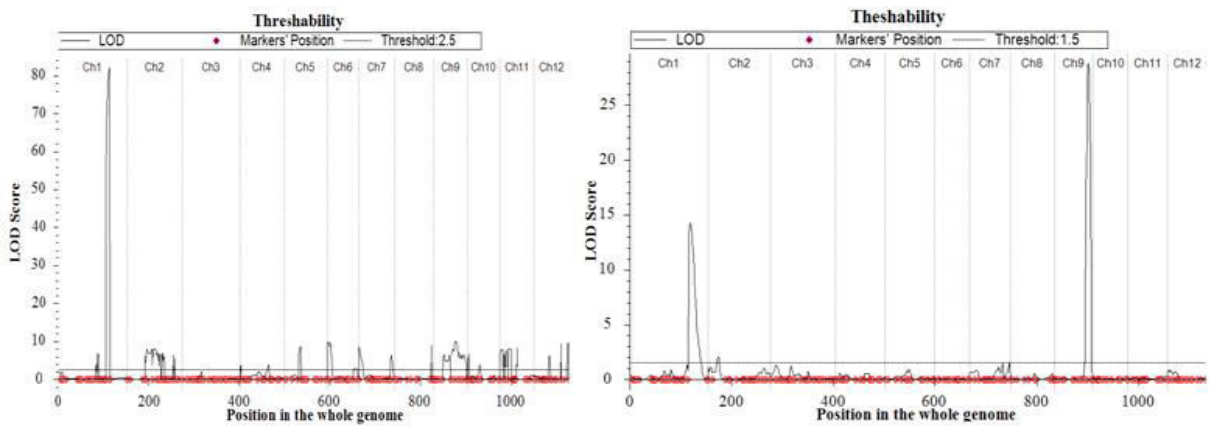 Threshability
LOD Markers' Position Threshold:2.5
Ch1 Ch2 Ch3 Ch4 Ch5 Ch6 Ch7 Ch8 Ch9 Ch10 Ch11 Ch12
LOD Score
80
70
60
50
40
30
20
10
0
0 200 400 600 800 1000
Position in the whole genome
Theshability
LOD Markers' Position Threshold:1.5
Ch1 Ch2 Ch3 Ch4 Ch5 Ch6 Ch7 Ch8 Ch9 Ch10 Ch11 Ch12
LOD Score
25
20
15
10
5
0
0 200 400 600 800 1000
Position in the whole genome